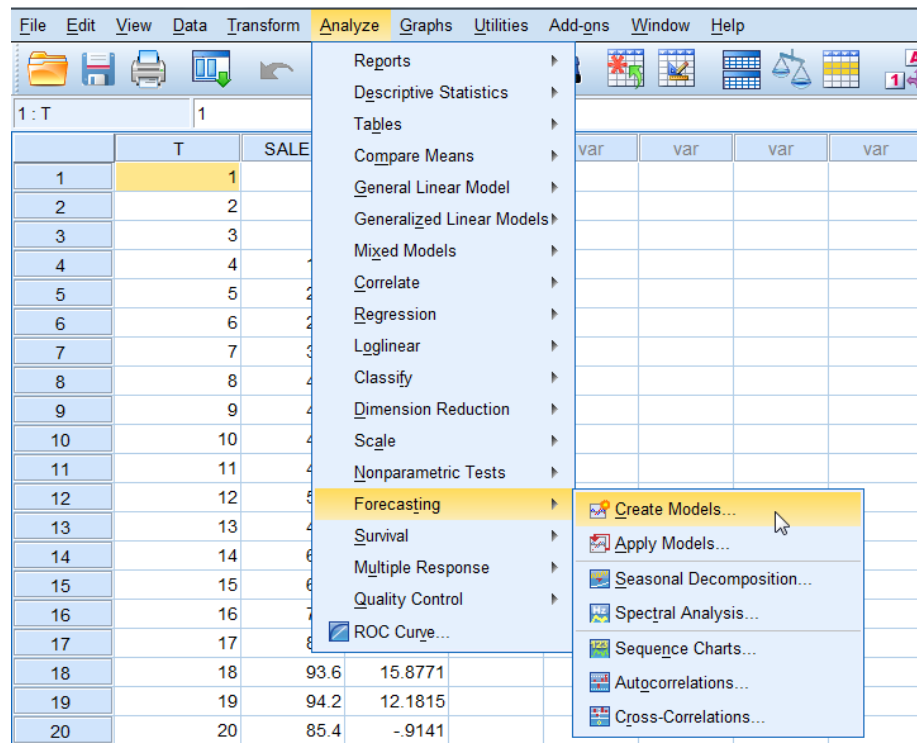 File Edit View Data Transform Analyze Graphs Utilities Add-ons Window Help
1 : T 1
T SALE var var var var
1 1
2 2
3 3
4 4
5 5
6 6
7 7
8 8
9 9
10 10
11 11
12 12
13 13
14 14
15 15
16 16
17 17
18 18 93.6 15.8771
19 19 94.2 12.1815
20 20 85.4 -.9141
Reports
Descriptive Statistics
Tables
Compare Means
General Linear Model
Generalized Linear Models
Mixed Models
Correlate
Regression
Loglinear
Classify
Dimension Reduction
Scale
Nonparametric Tests
Forecasting
Survival
Multiple Response
Quality Control
ROC Curve...
Create Models...
Apply Models...
Seasonal Decomposition...
Spectral Analysis...
Sequence Charts...
Autocorrelations...
Cross-Correlations...